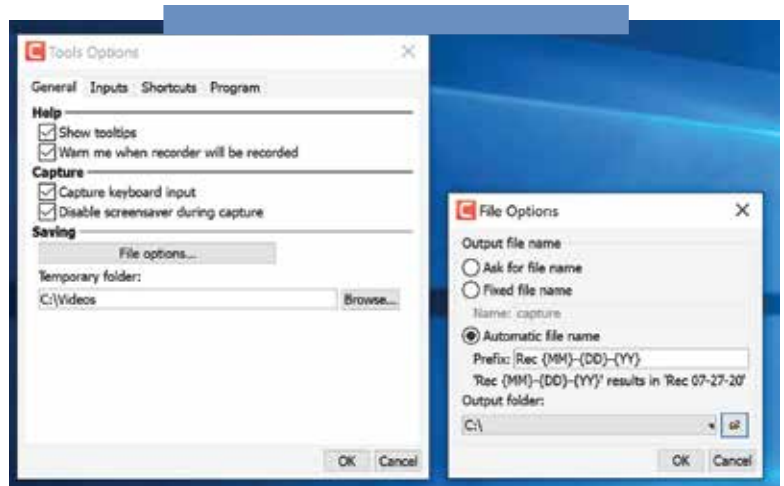 Tools Options
General Inputs Shortcuts Program
Help
Show tooltips
Warn me when recorder will be recorded
Capture
Capture keyboard input
Disable screensaver during capture
Saving
File options...
Temporary folder:
C:\Videos Browse...
OK Cancel
File Options
Output file name
Ask for file name
Fixed file name
Name: capture
Automatic file name
Prefix: Rec {MM}-{DD}-{YY}
'Rec {MM}-{DD}-{YY}' results in 'Rec 07-27-20'
Output folder:
C:\
OK Cancel